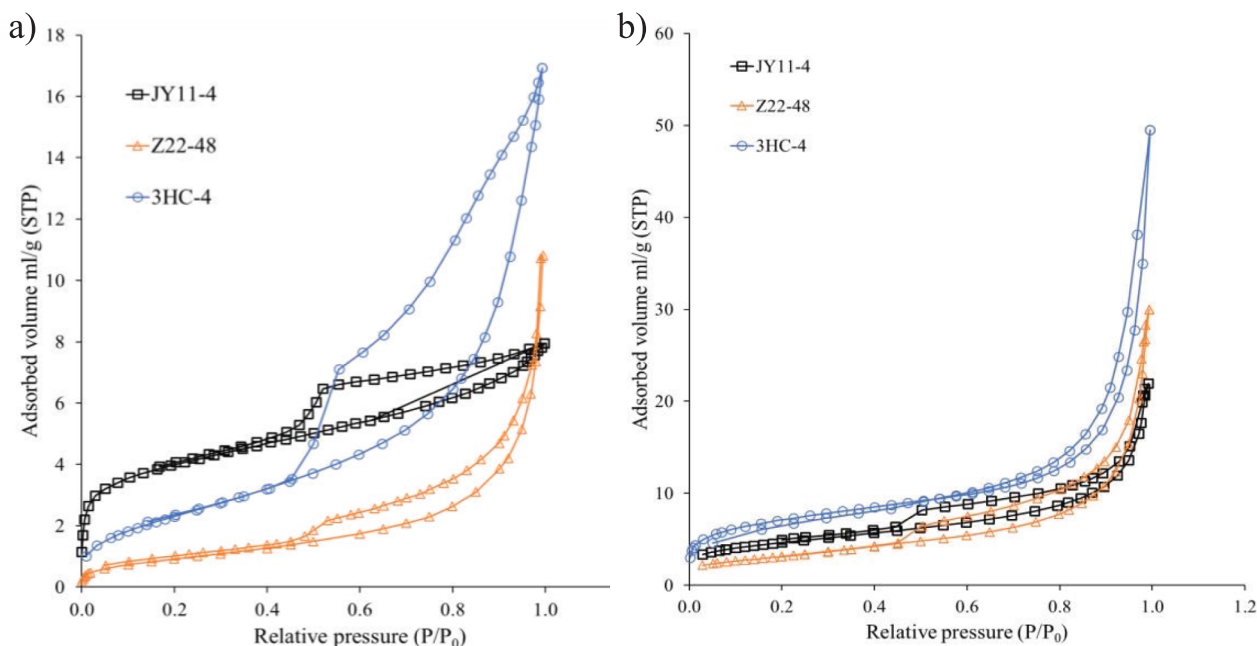 a)
18
16
14
12
10
8
6
4
2
0
0.0
0.2
0.4
0.6
0.8
1.0
Adsorbed volume ml/g (STP)
Relative pressure (P/P₀)
JY11-4
Z22-48
3HC-4
b)
60
50
40
30
20
10
0
0.0
0.2
0.4
0.6
0.8
1.0
1.2
Adsorbed volume ml/g (STP)
Relative pressure (P/P₀)
JY11-4
Z22-48
3HC-4